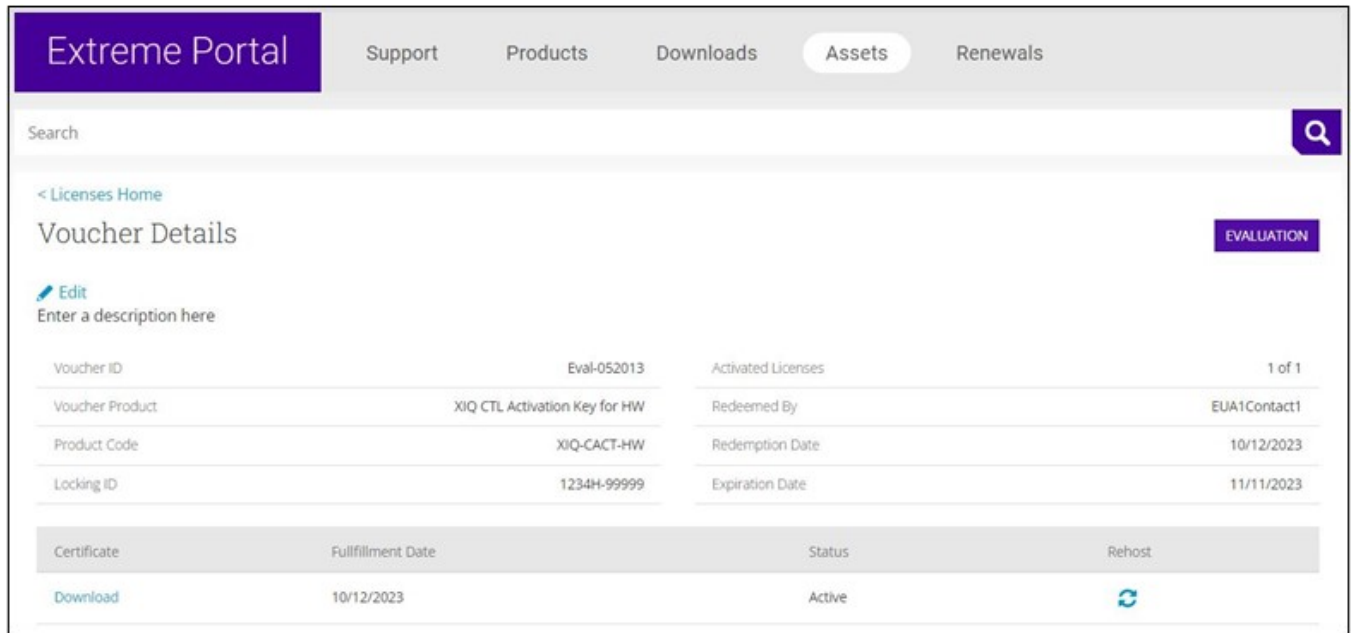 Extreme Portal Support Products Downloads Assets Renewals
Search
< Licenses Home
Voucher Details
EVALUATION
Edit
Enter a description here
Voucher ID Eval-052013 Activated Licenses 1 of 1
Voucher Product XIQ CTL Activation Key for HW Redeemed By EUA1Contact1
Product Code XIQ-CACT-HW Redemption Date 10/12/2023
Locking ID 1234H-99999 Expiration Date 11/11/2023
Certificate Fullfillment Date Status Rehost
Download 10/12/2023 Active